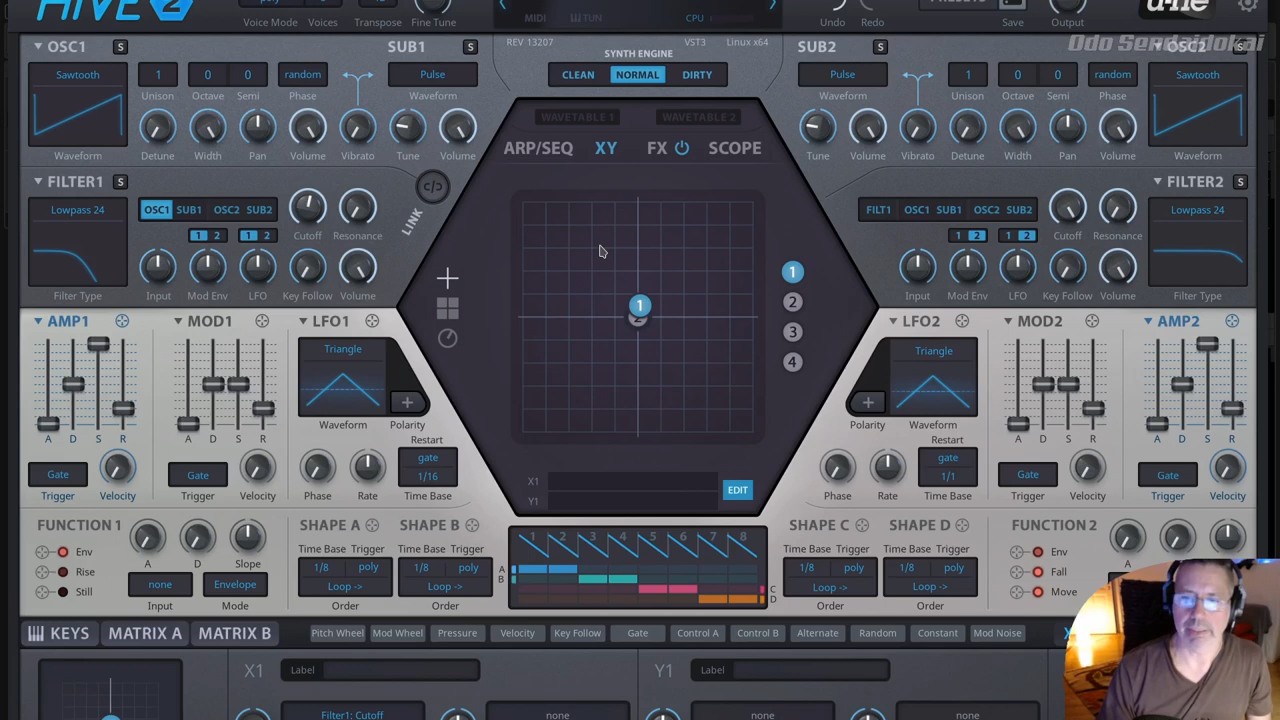 HIVE 2
Voice Mode Voices Transpose Fine Tune
MIDI TUN CPU
Undo Redo PRESETS Save Output
u-he
Odo Sendaidokai
REV 13207 VST3 Linux x64
SYNTH ENGINE
CLEAN NORMAL DIRTY
OSC1 S SUB1 S
Sawtooth 1 0 0 random Pulse
Unison Octave Semi Phase Waveform
Waveform Detune Width Pan Volume Vibrato Tune Volume
SUB2 S OSC2 S
Pulse 1 0 0 random Sawtooth
Waveform Unison Octave Semi Phase
Tune Volume Vibrato Detune Width Pan Volume Waveform
WAVETABLE 1 WAVETABLE 2
ARP/SEQ XY FX SCOPE
FILTER1 S
Lowpass 24 OSC1 SUB1 OSC2 SUB2
1 2 1 2 Cutoff Resonance
Filter Type Input Mod Env LFO Key Follow Volume
LINK
FILTER2 S
FILT1 OSC1 SUB1 OSC2 SUB2 Lowpass 24
1 2 1 2 Cutoff Resonance
Input Mod Env LFO Key Follow Volume Filter Type
1
2
1
2
3
4
X1
Y1
EDIT
AMP1 MOD1 LFO1
Triangle
Waveform Polarity
A D S R A D S R
Restart
gate
1/16
Gate Gate
Trigger Velocity Trigger Velocity Phase Rate Time Base
LFO2 MOD2 AMP2
Triangle
Polarity Waveform
A D S R A D S R
Restart
gate
1/1
Gate Gate
Phase Rate Time Base Trigger Velocity Trigger Velocity
FUNCTION 1
Env
Rise
Still
A D Slope
none Envelope
Input Mode
SHAPE A SHAPE B
Time Base Trigger Time Base Trigger
1/8 poly 1/8 poly
Loop -> Loop ->
Order Order
1 2 3 4 5 6 7 8
A
B
C
D
SHAPE C SHAPE D
Time Base Trigger Time Base Trigger
1/8 poly 1/8 poly
Loop -> Loop ->
Order Order
FUNCTION 2
Env
Fall
Move
A
KEYS MATRIX A MATRIX B Pitch Wheel Mod Wheel Pressure Velocity Key Follow Gate Control A Control B Alternate Random Constant Mod Noise
X1 Label Y1 Label
Filter1: Cutoff none none none